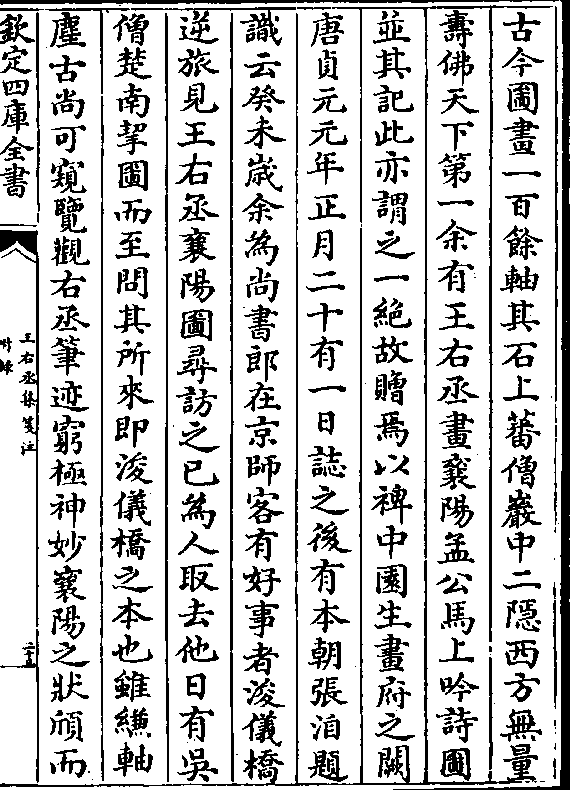 古今圖畫一百餘軸其石上蕃僧巖中二隱西方無量
壽佛天下第一余有王右丞畫襄陽孟公馬上吟詩圖
並其記此亦謂之一絕故贈焉以裨中園生畫府之闕
唐貞元元年正月二十有一日誌之後有本朝張洎題
識云癸未歲余為尚書郎在京師客有好事者浚儀橋
逆旅見王右丞襄陽圖尋訪之已為人取去他日有吳
僧楚南挈圖而至問其所來即浚儀橋之本也雖縑軸
塵古尚可窺覽觀右丞筆迹窮極神妙襄陽之狀頎而
欽定四庫全書
王右丞集箋注
附録
二十五